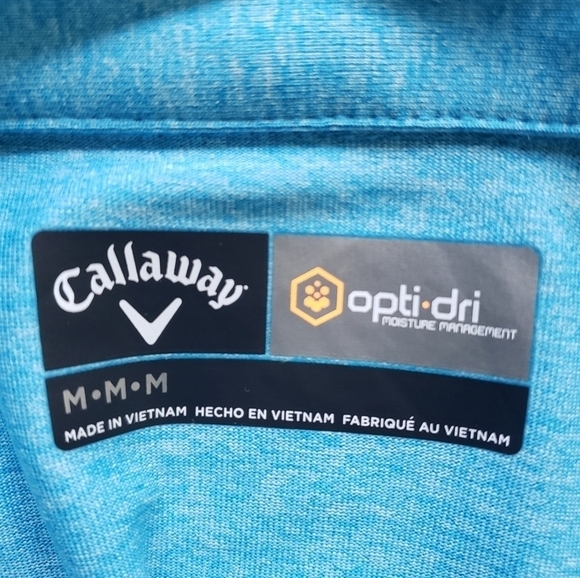 Callaway
opti·dri
MOISTURE MANAGEMENT
M•M•M
MADE IN VIETNAM HECHO EN VIETNAM FABRIQUÉ AU VIETNAM